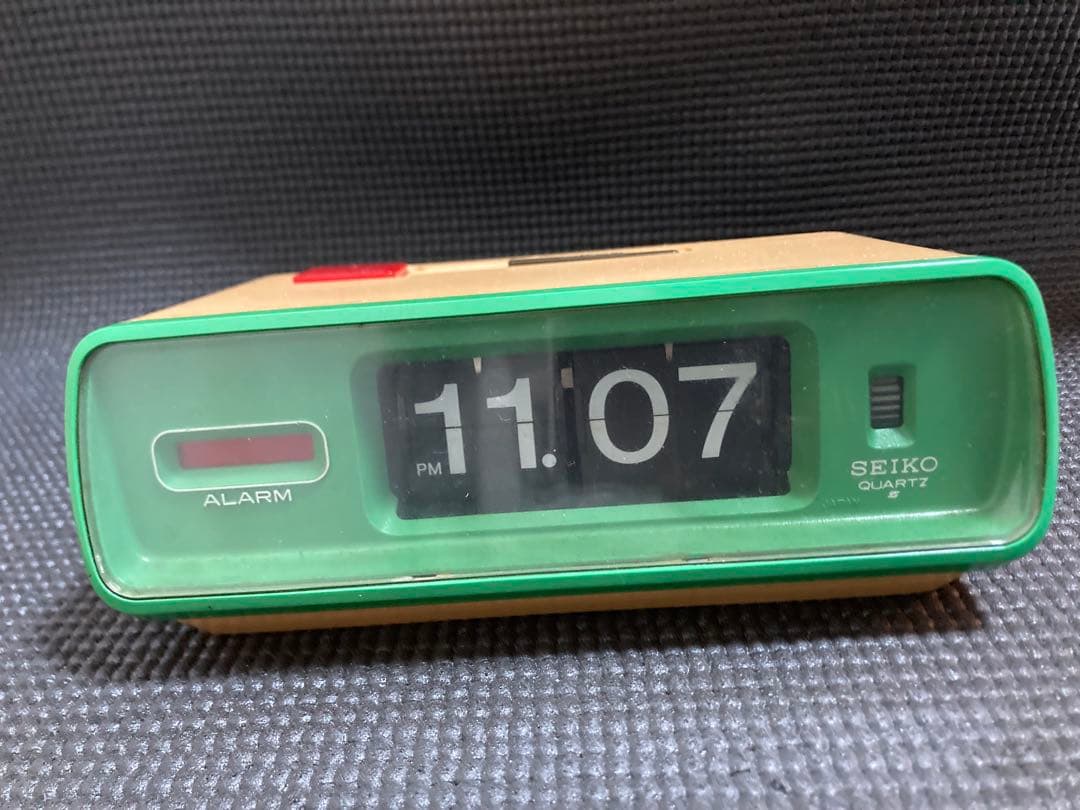 ALARM
PM 11. 07
SEIKO
QUARTZ